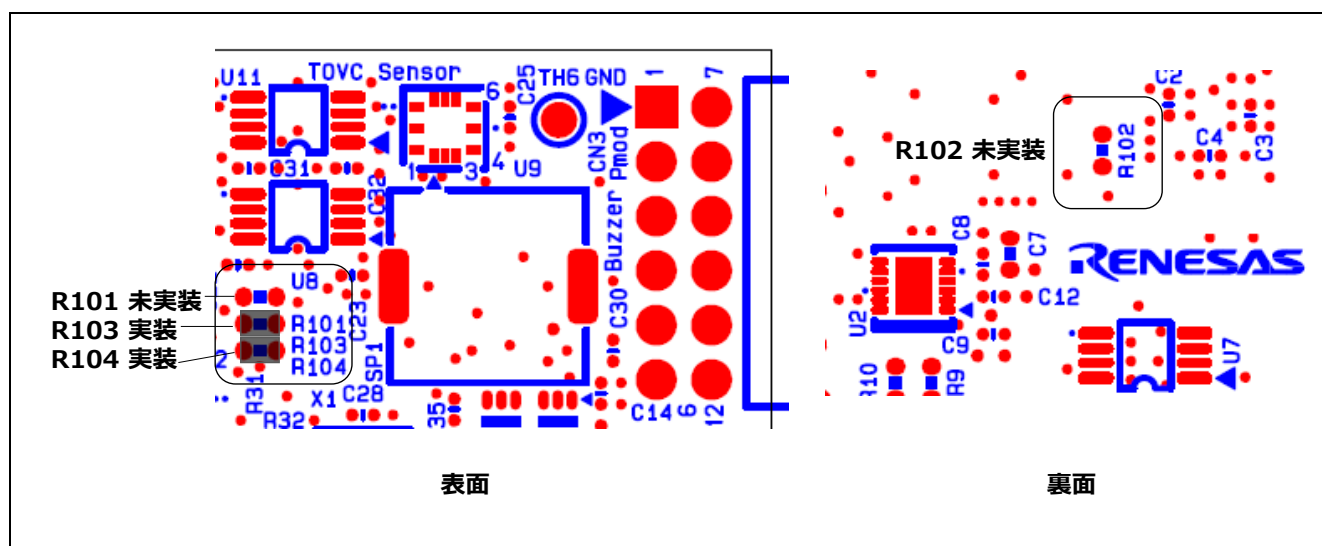 U11
TOVC Sensor
C25
TH6 GND
1
7
6
C31
1
3
4
U9
CN3 Pmod
C32
U8
Buzzer
R101 未実装
R103 実装
R104 実装
R101
R103
R104
C23
SP1
C30
2
R31
X1
C28
R32
35
C14
6
12
表面
C2
R102 未実装
R102
C4
C3
C8
C7
RENESAS
C12
U2
C9
U7
R10
R9
裏面